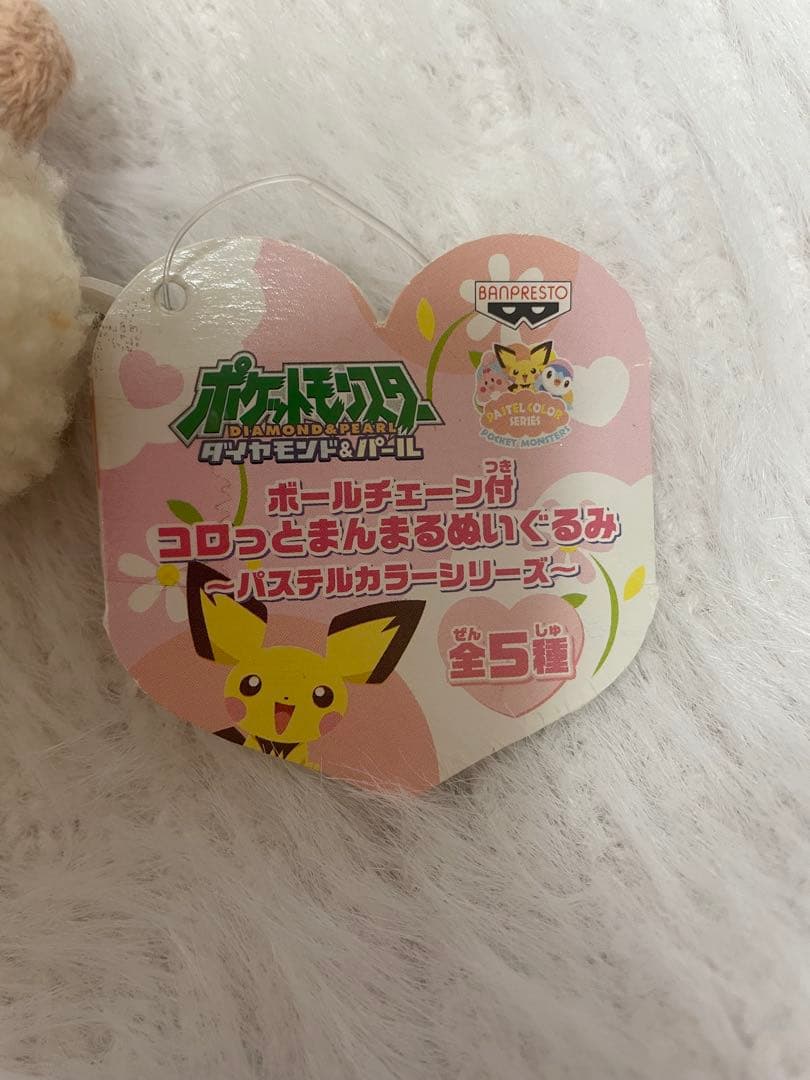 BANPRESTO
ポケットモンスター
DIAMOND & PEARL
ダイヤモンド&パール
PASTEL COLOR
SERIES
POCKET MONSTERS
つき
ボールチェーン付
コロっとまんまるぬいぐるみ
～パステルカラーシリーズ～
ぜん しゅ
全5種